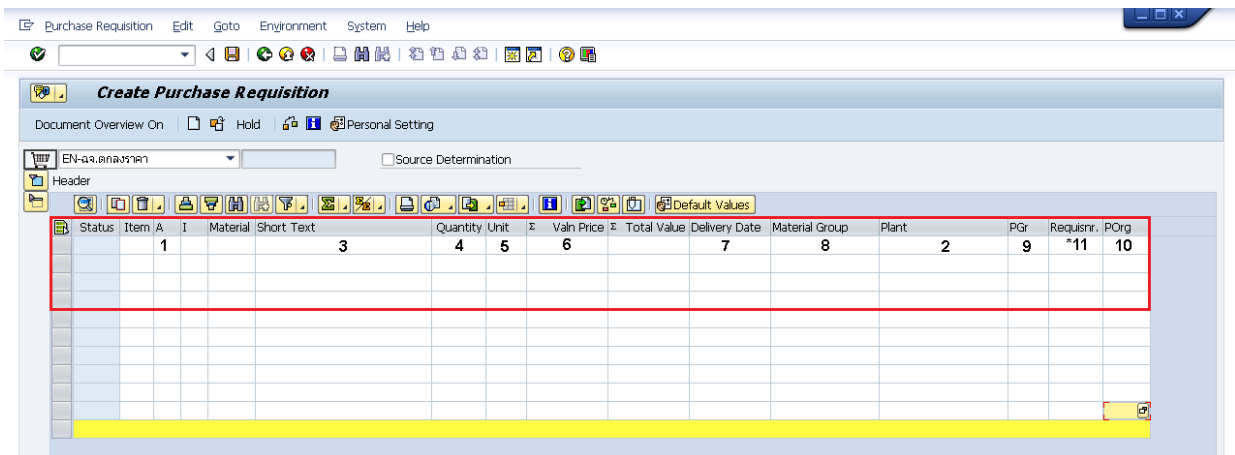 Purchase Requisition Edit Goto Environment System Help
Create Purchase Requisition
Document Overview On Hold Personal Setting
EN-ฉจ.ตกลงราคา Source Determination
Header
Default Values
Status Item A I Material Short Text Quantity Unit Σ Valn Price Σ Total Value Delivery Date Material Group Plant PGr Requisnr. POrg
1 3 4 5 6 7 8 2 9 *11 10